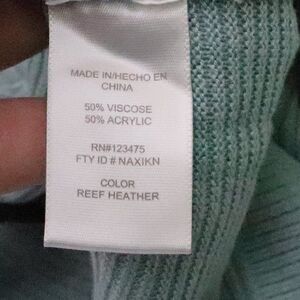 MADE IN/HECHO EN
CHINA
50% VISCOSE
50% ACRYLIC
RN#123475
FTY ID # NAXIKN
COLOR
REEF HEATHER